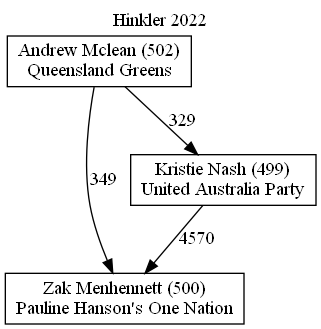 Hinkler 2022
Andrew Mclean (502)
Queensland Greens
329
Kristie Nash (499)
United Australia Party
349
4570
Zak Menhennett (500)
Pauline Hanson's One Nation